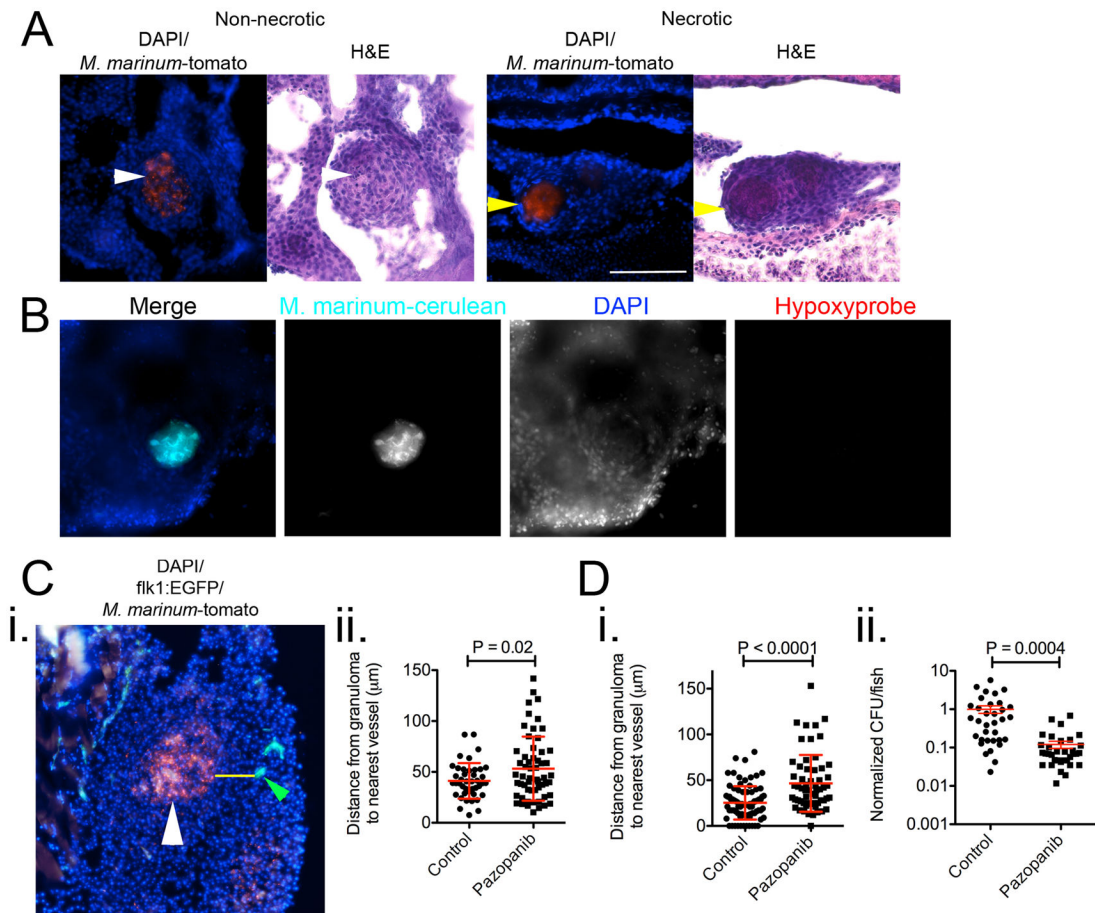 A
Non-necrotic
Necrotic
DAPI/
M. marinum-tomato
H&E
DAPI/
M. marinum-tomato
H&E
B
Merge
M. marinum-cerulean
DAPI
Hypoxyprobe
C
DAPI/
flk1:EGFP/
M. marinum-tomato
i.
ii.
P = 0.02
Distance from granuloma
to nearest vessel (μm)
150
100
50
0
Control
Pazopanib
D
i.
P < 0.0001
Distance from granuloma
to nearest vessel (μm)
150
100
50
0
Control
Pazopanib
ii.
P = 0.0004
Normalized CFU/fish
10
1
0.1
0.01
0.001
Control
Pazopanib